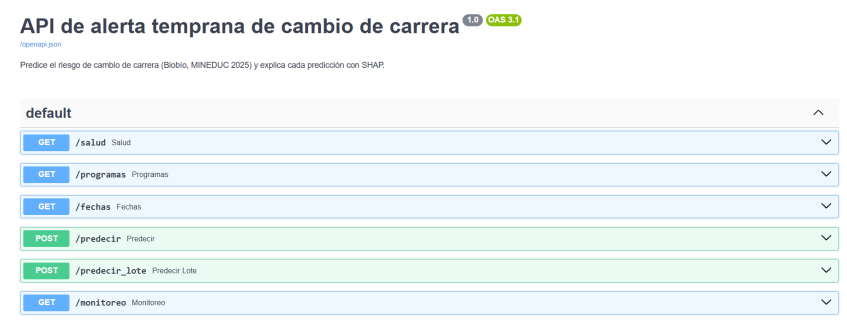 API de alerta temprana de cambio de carrera 1.0 OAS 3.1
/openapi.json
Predice el riesgo de cambio de carrera (Biobío, MINEDUC 2025) y explica cada predicción con SHAP.
default
GET /salud Salud
GET /programas Programas
GET /fechas Fechas
POST /predecir Predecir
POST /predecir_lote Predecir Lote
GET /monitoreo Monitoreo